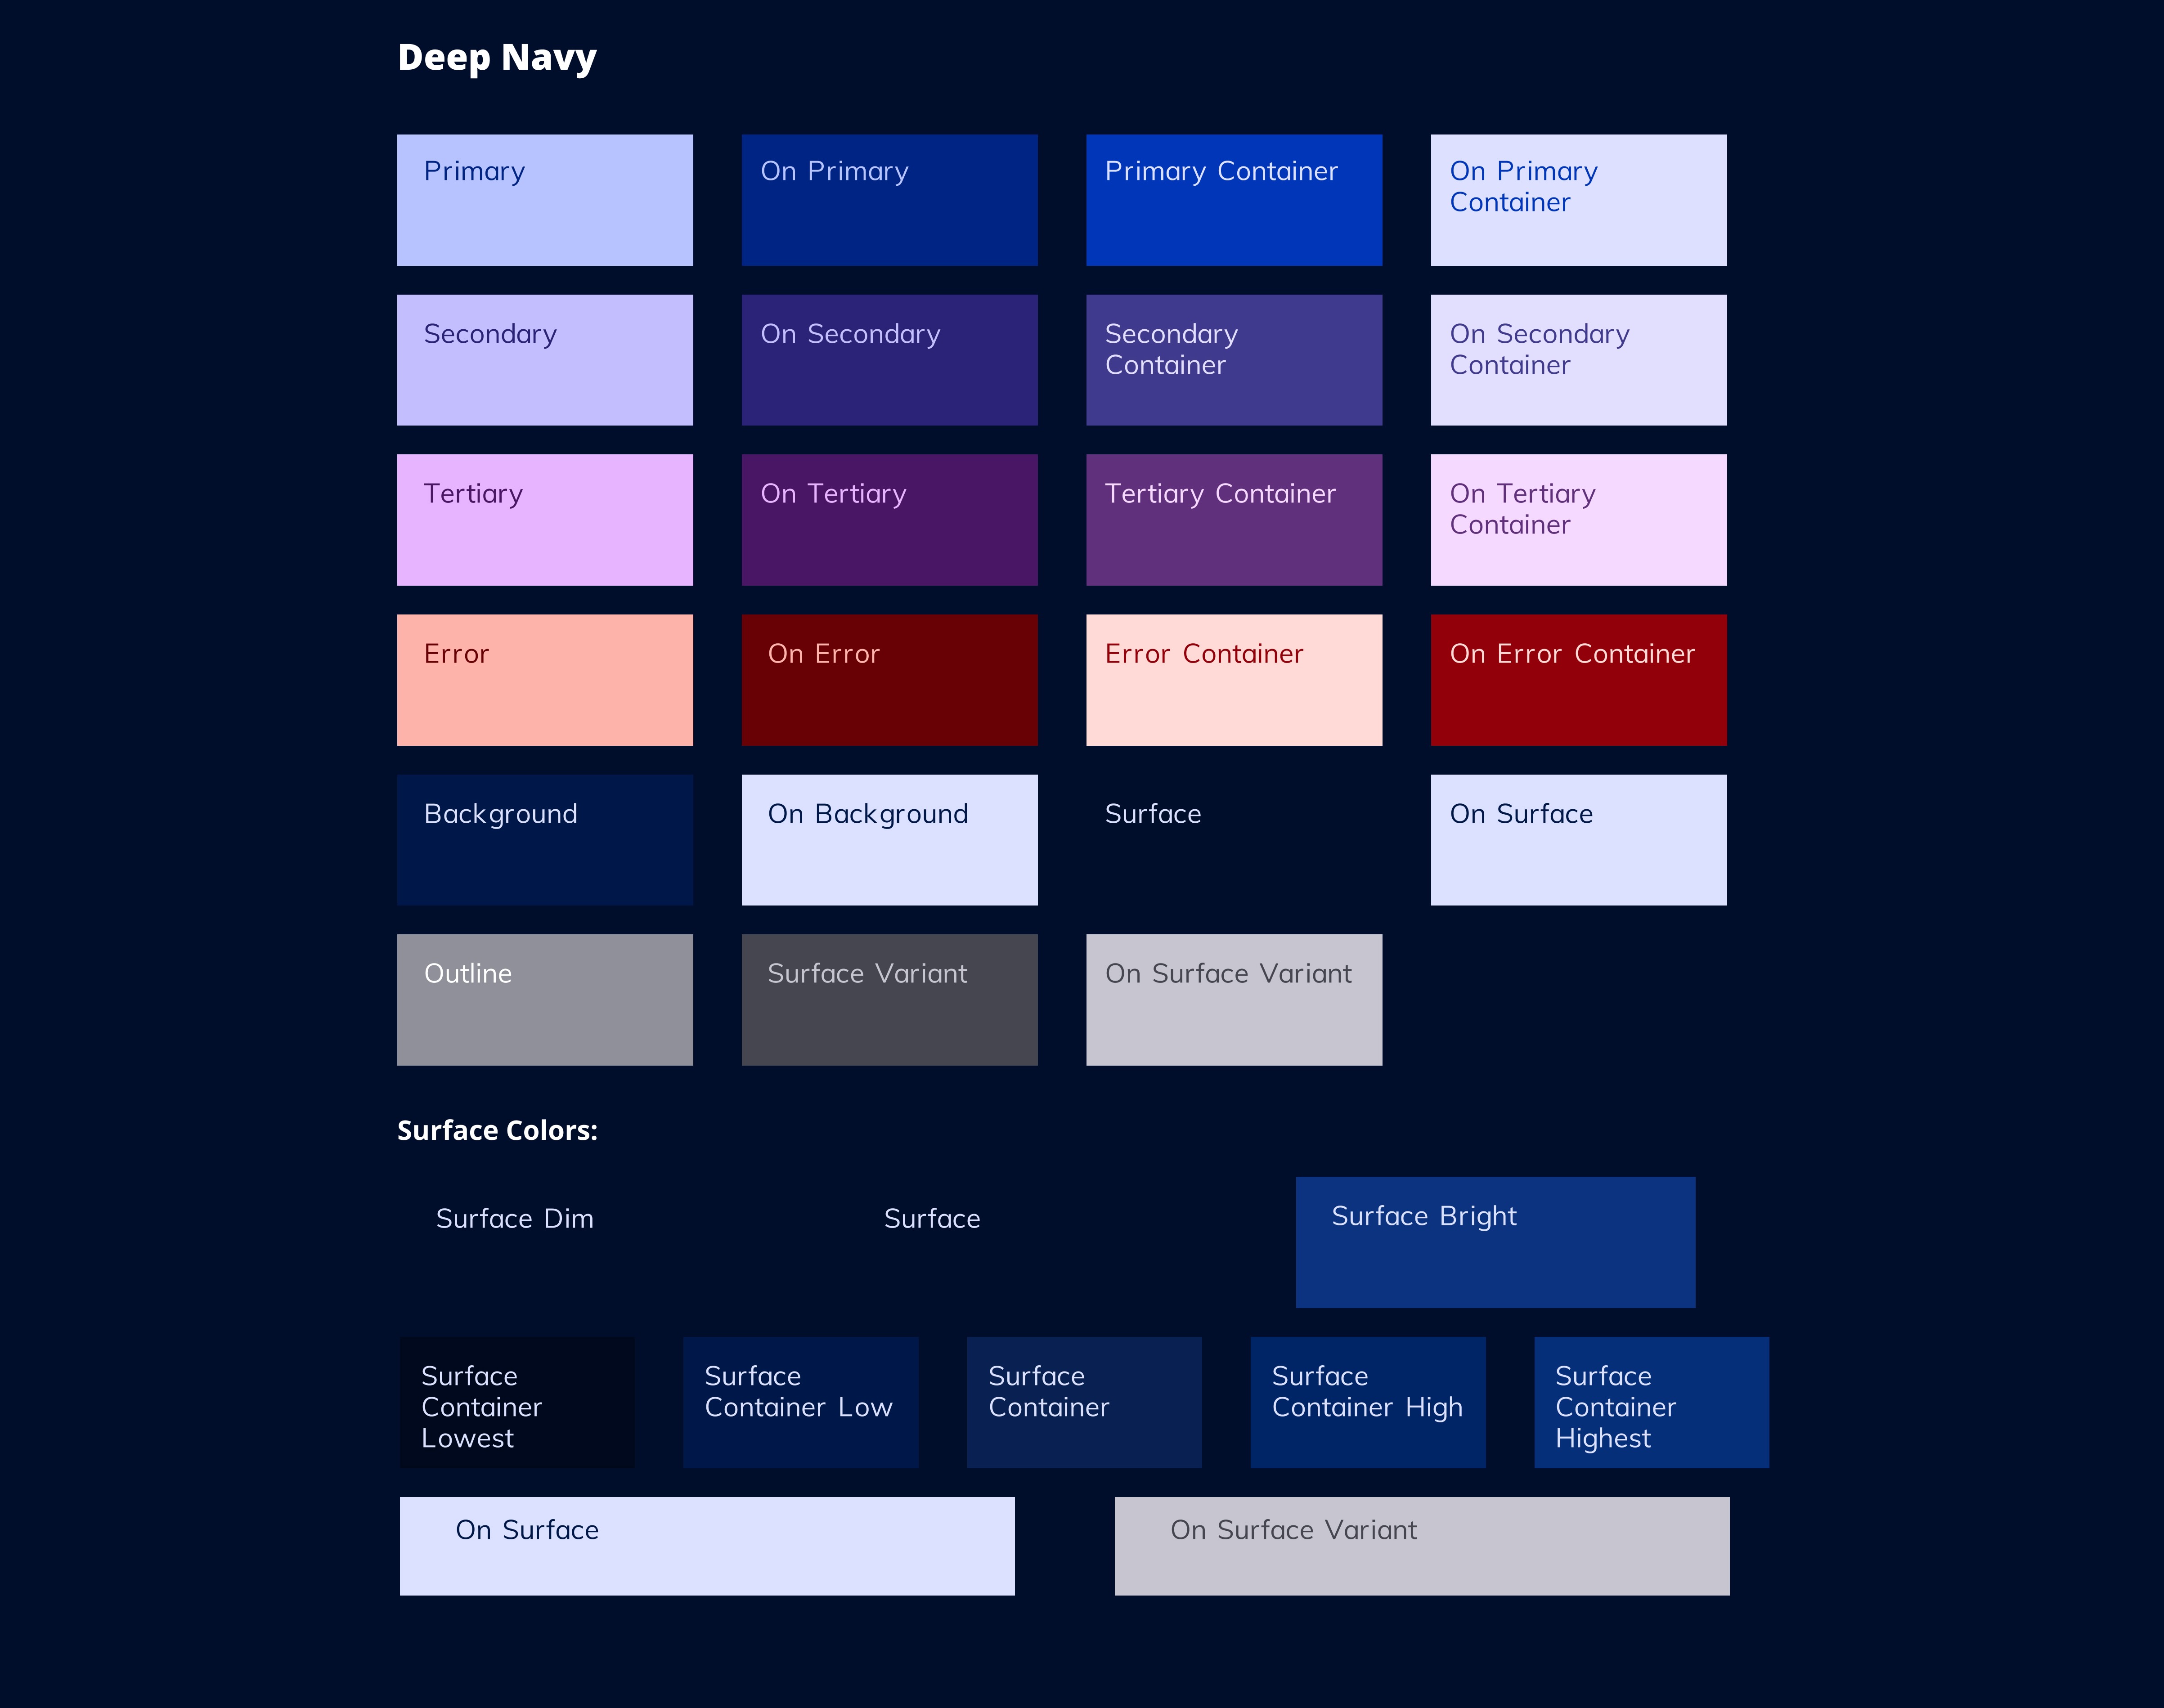 Deep Navy
Primary
On Primary
Primary Container
On Primary
Container
Secondary
On Secondary
Secondary
Container
On Secondary
Container
Tertiary
On Tertiary
Tertiary Container
On Tertiary
Container
Error
On Error
Error Container
On Error Container
Background
On Background
Surface
On Surface
Outline
Surface Variant
On Surface Variant
Surface Colors:
Surface Dim
Surface
Surface Bright
Surface
Container
Lowest
Surface
Container Low
Surface
Container
Surface
Container High
Surface
Container
Highest
On Surface
On Surface Variant